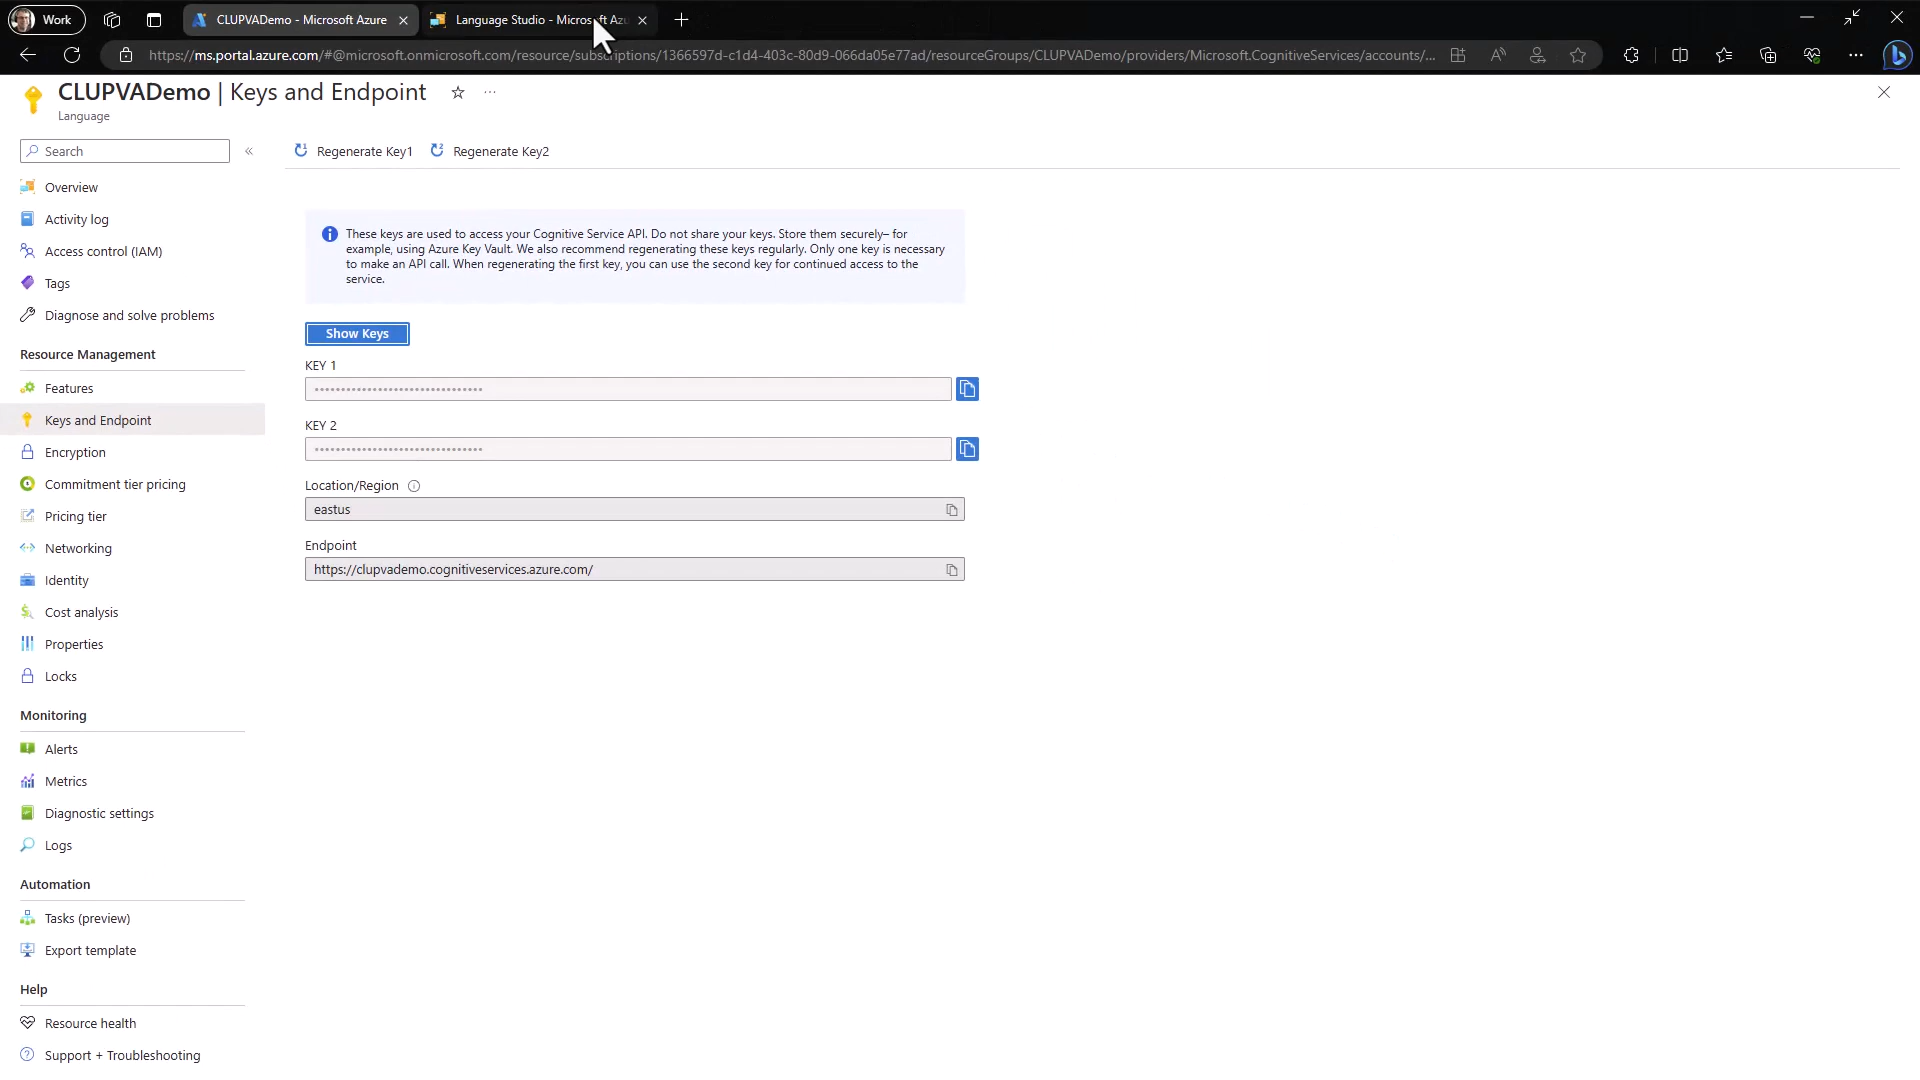 Work
CLUPVADemo - Microsoft Azure
Language Studio - Microsoft Azu
https://ms.portal.azure.com/#@microsoft.onmicrosoft.com/resource/subscriptions/1366597d-c1d4-403c-80d9-066da05e77ad/resourceGroups/CLUPVADemo/providers/Microsoft.CognitiveServices/accounts/...
CLUPVADemo | Keys and Endpoint
Language
Search
Regenerate Key1
Regenerate Key2
Overview
Activity log
Access control (IAM)
Tags
Diagnose and solve problems
Resource Management
Features
Keys and Endpoint
Encryption
Commitment tier pricing
Pricing tier
Networking
Identity
Cost analysis
Properties
Locks
Monitoring
Alerts
Metrics
Diagnostic settings
Logs
Automation
Tasks (preview)
Export template
Help
Resource health
Support + Troubleshooting
These keys are used to access your Cognitive Service API. Do not share your keys. Store them securely– for
example, using Azure Key Vault. We also recommend regenerating these keys regularly. Only one key is necessary
to make an API call. When regenerating the first key, you can use the second key for continued access to the
service.
Show Keys
KEY 1
KEY 2
Location/Region
eastus
Endpoint
https://clupvademo.cognitiveservices.azure.com/